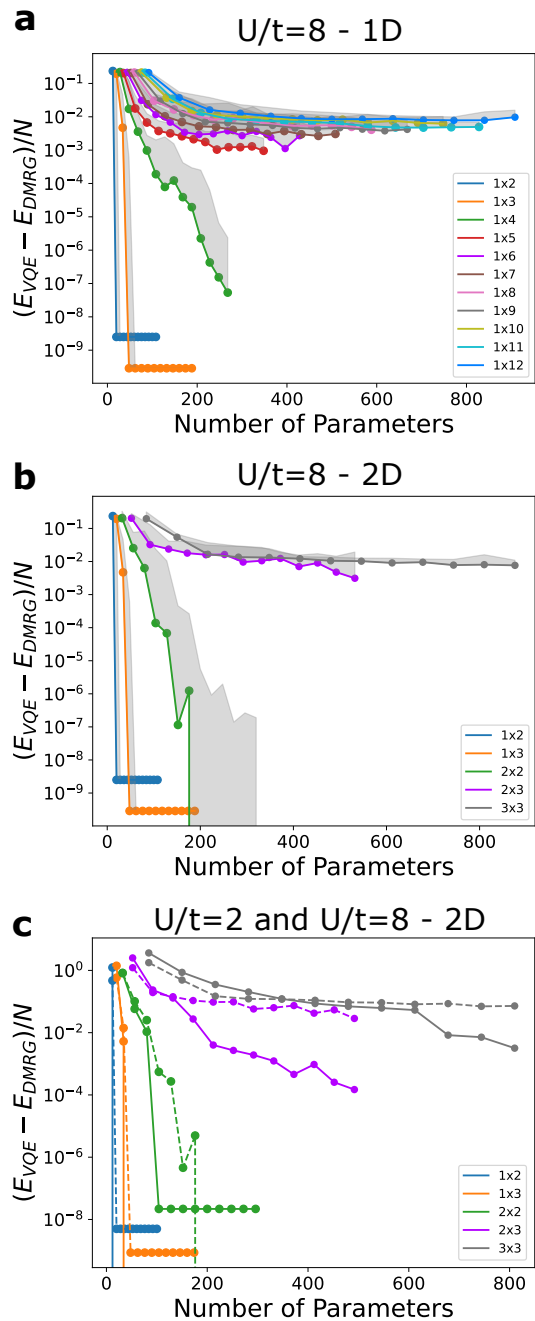 a
U/t=8 - 1D
(E_VQE − E_DMRG)/N
10⁻¹
10⁻²
10⁻³
10⁻⁴
10⁻⁵
10⁻⁶
10⁻⁷
10⁻⁸
10⁻⁹
1x2
1x3
1x4
1x5
1x6
1x7
1x8
1x9
1x10
1x11
1x12
0 200 400 600 800
Number of Parameters
b
U/t=8 - 2D
(E_VQE − E_DMRG)/N
10⁻¹
10⁻²
10⁻³
10⁻⁴
10⁻⁵
10⁻⁶
10⁻⁷
10⁻⁸
10⁻⁹
1x2
1x3
2x2
2x3
3x3
0 200 400 600 800
Number of Parameters
c
U/t=2 and U/t=8 - 2D
(E_VQE − E_DMRG)/N
10⁰
10⁻²
10⁻⁴
10⁻⁶
10⁻⁸
1x2
1x3
2x2
2x3
3x3
0 200 400 600 800
Number of Parameters